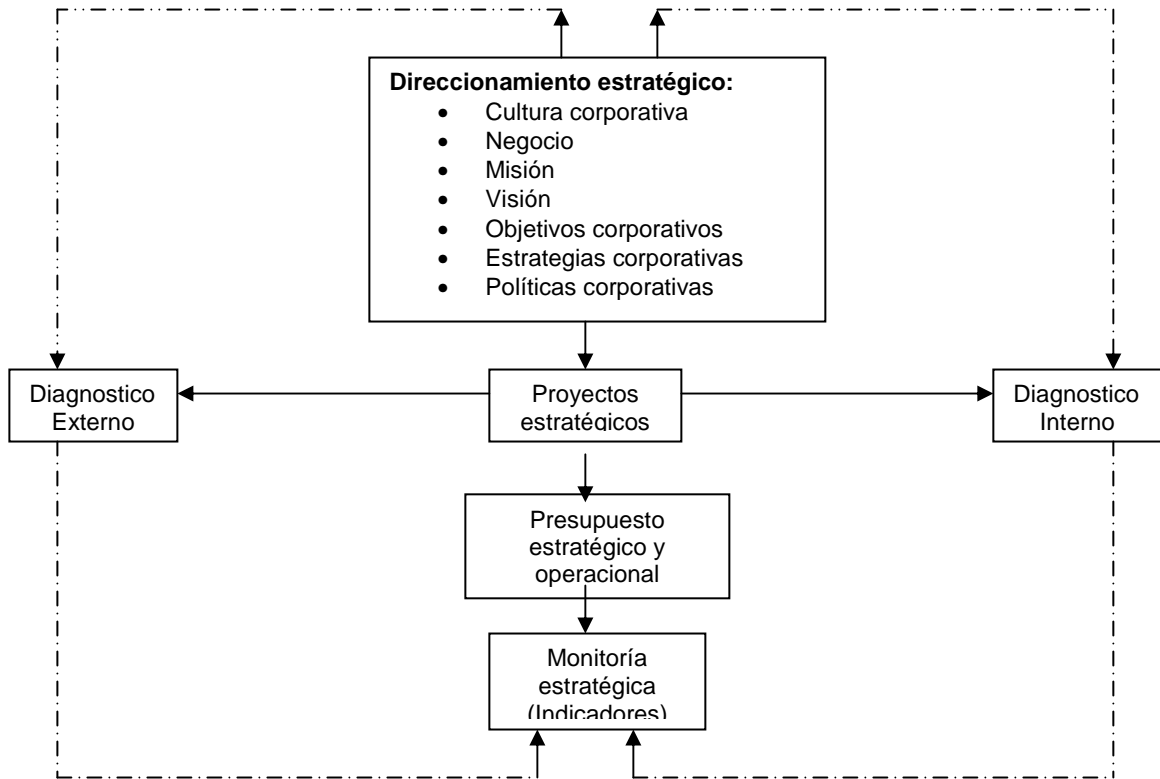 Direccionamiento estratégico:
• Cultura corporativa
• Negocio
• Misión
• Visión
• Objetivos corporativos
• Estrategias corporativas
• Políticas corporativas
Diagnostico
Externo
Proyectos
estratégicos
Diagnostico
Interno
Presupuesto
estratégico y
operacional
Monitoría
estratégica
(Indicadores)